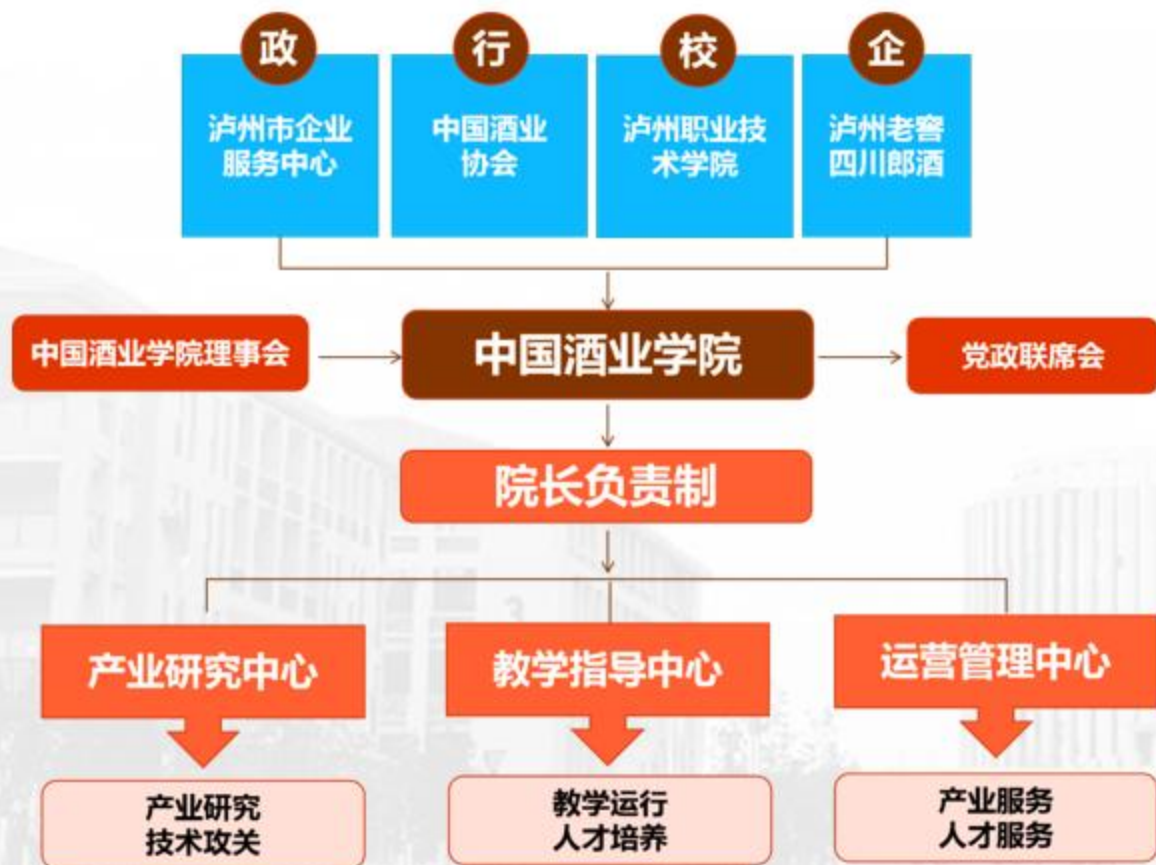 政
行
校
企
泸州市企业
服务中心
中国酒业
协会
泸州职业技
术学院
泸州老窖
四川郎酒
中国酒业学院理事会
中国酒业学院
党政联席会
院长负责制
产业研究中心
教学指导中心
运营管理中心
产业研究
技术攻关
教学运行
人才培养
产业服务
人才服务